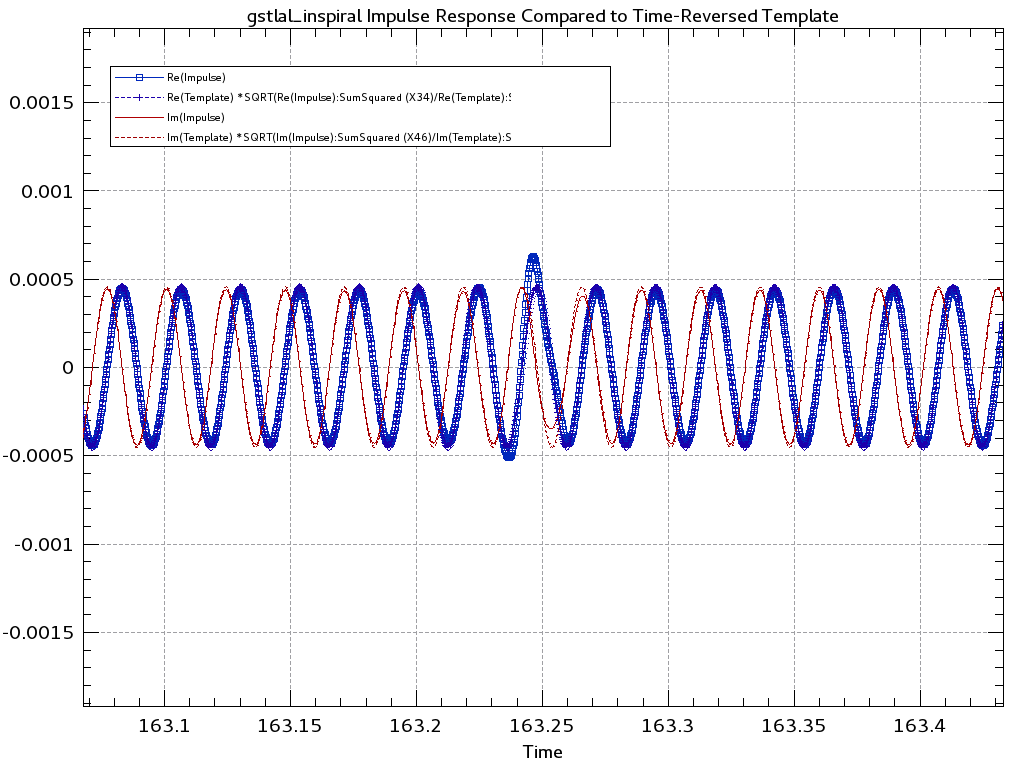 gstlal_inspiral Impulse Response Compared to Time-Reversed Template
Re(Impulse)
Re(Template) *SQRT(Re(Impulse):SumSquared (X34)/Re(Template):S
Im(Impulse)
Im(Template) *SQRT(Im(Impulse):SumSquared (X46)/Im(Template):S
0.0015
0.001
0.0005
0
-0.0005
-0.001
-0.0015
163.1 163.15 163.2 163.25 163.3 163.35 163.4
Time